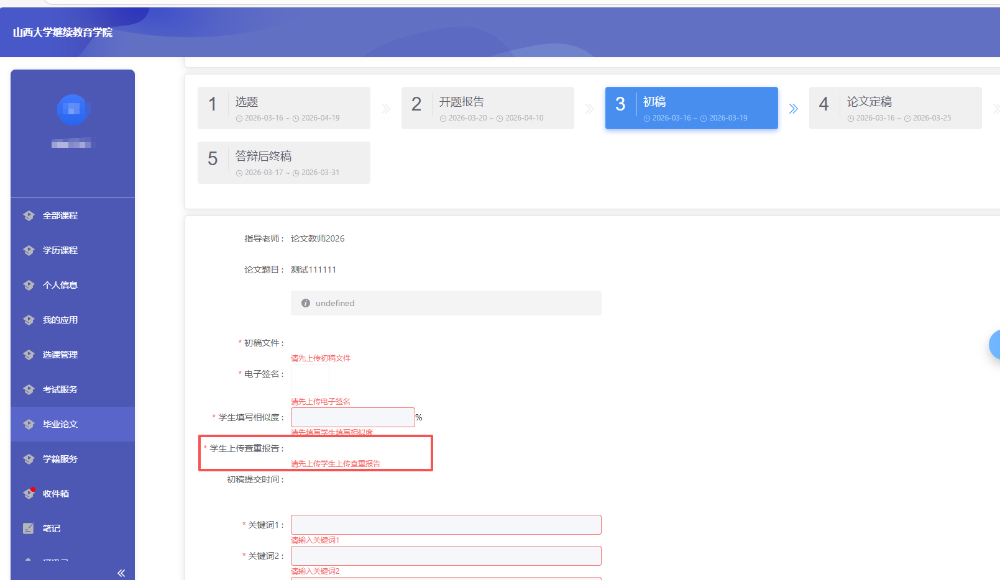 山西大学继续教育学院
1 选题
2026-03-16 ~ 2026-04-19
2 开题报告
2026-03-20 ~ 2026-04-10
3 初稿
2026-03-16 ~ 2026-03-19
4 论文定稿
2026-03-16 ~ 2026-03-25
5 答辩后终稿
2026-03-17 ~ 2026-03-31
全部课程
学历课程
个人信息
我的应用
选课管理
考试服务
毕业论文
学籍服务
收件箱
笔记
指导老师： 论文教师2026
论文题目： 测试111111
undefined
* 初稿文件：
请先上传初稿文件
* 电子签名：
请先上传电子签名
* 学生填写相似度： %
请先填写学生填写相似度
* 学生上传查重报告：
请先上传学生上传查重报告
初稿提交时间：
* 关键词1：
请输入关键词1
* 关键词2：
请输入关键词2